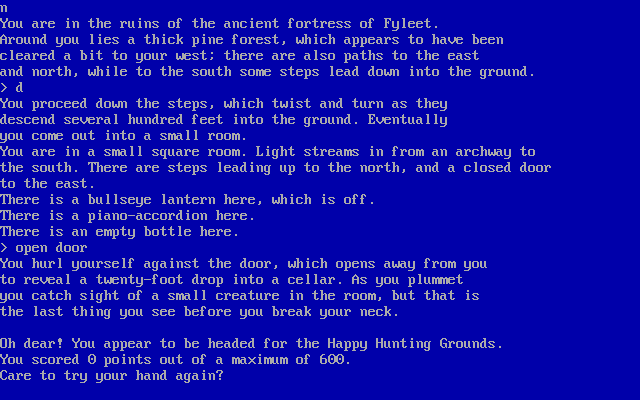 n
You are in the ruins of the ancient fortress of Fyleet.
Around you lies a thick pine forest, which appears to have been
cleared a bit to your west; there are also paths to the east
and north, while to the south some steps lead down into the ground.
> d
You proceed down the steps, which twist and turn as they
descend several hundred feet into the ground. Eventually
you come out into a small room.
You are in a small square room. Light streams in from an archway to
the south. There are steps leading up to the north, and a closed door
to the east.
There is a bullseye lantern here, which is off.
There is a piano-accordion here.
There is an empty bottle here.
> open door
You hurl yourself against the door, which opens away from you
to reveal a twenty-foot drop into a cellar. As you plummet
you catch sight of a small creature in the room, but that is
the last thing you see before you break your neck.
Oh dear! You appear to be headed for the Happy Hunting Grounds.
You scored 0 points out of a maximum of 600.
Care to try your hand again?